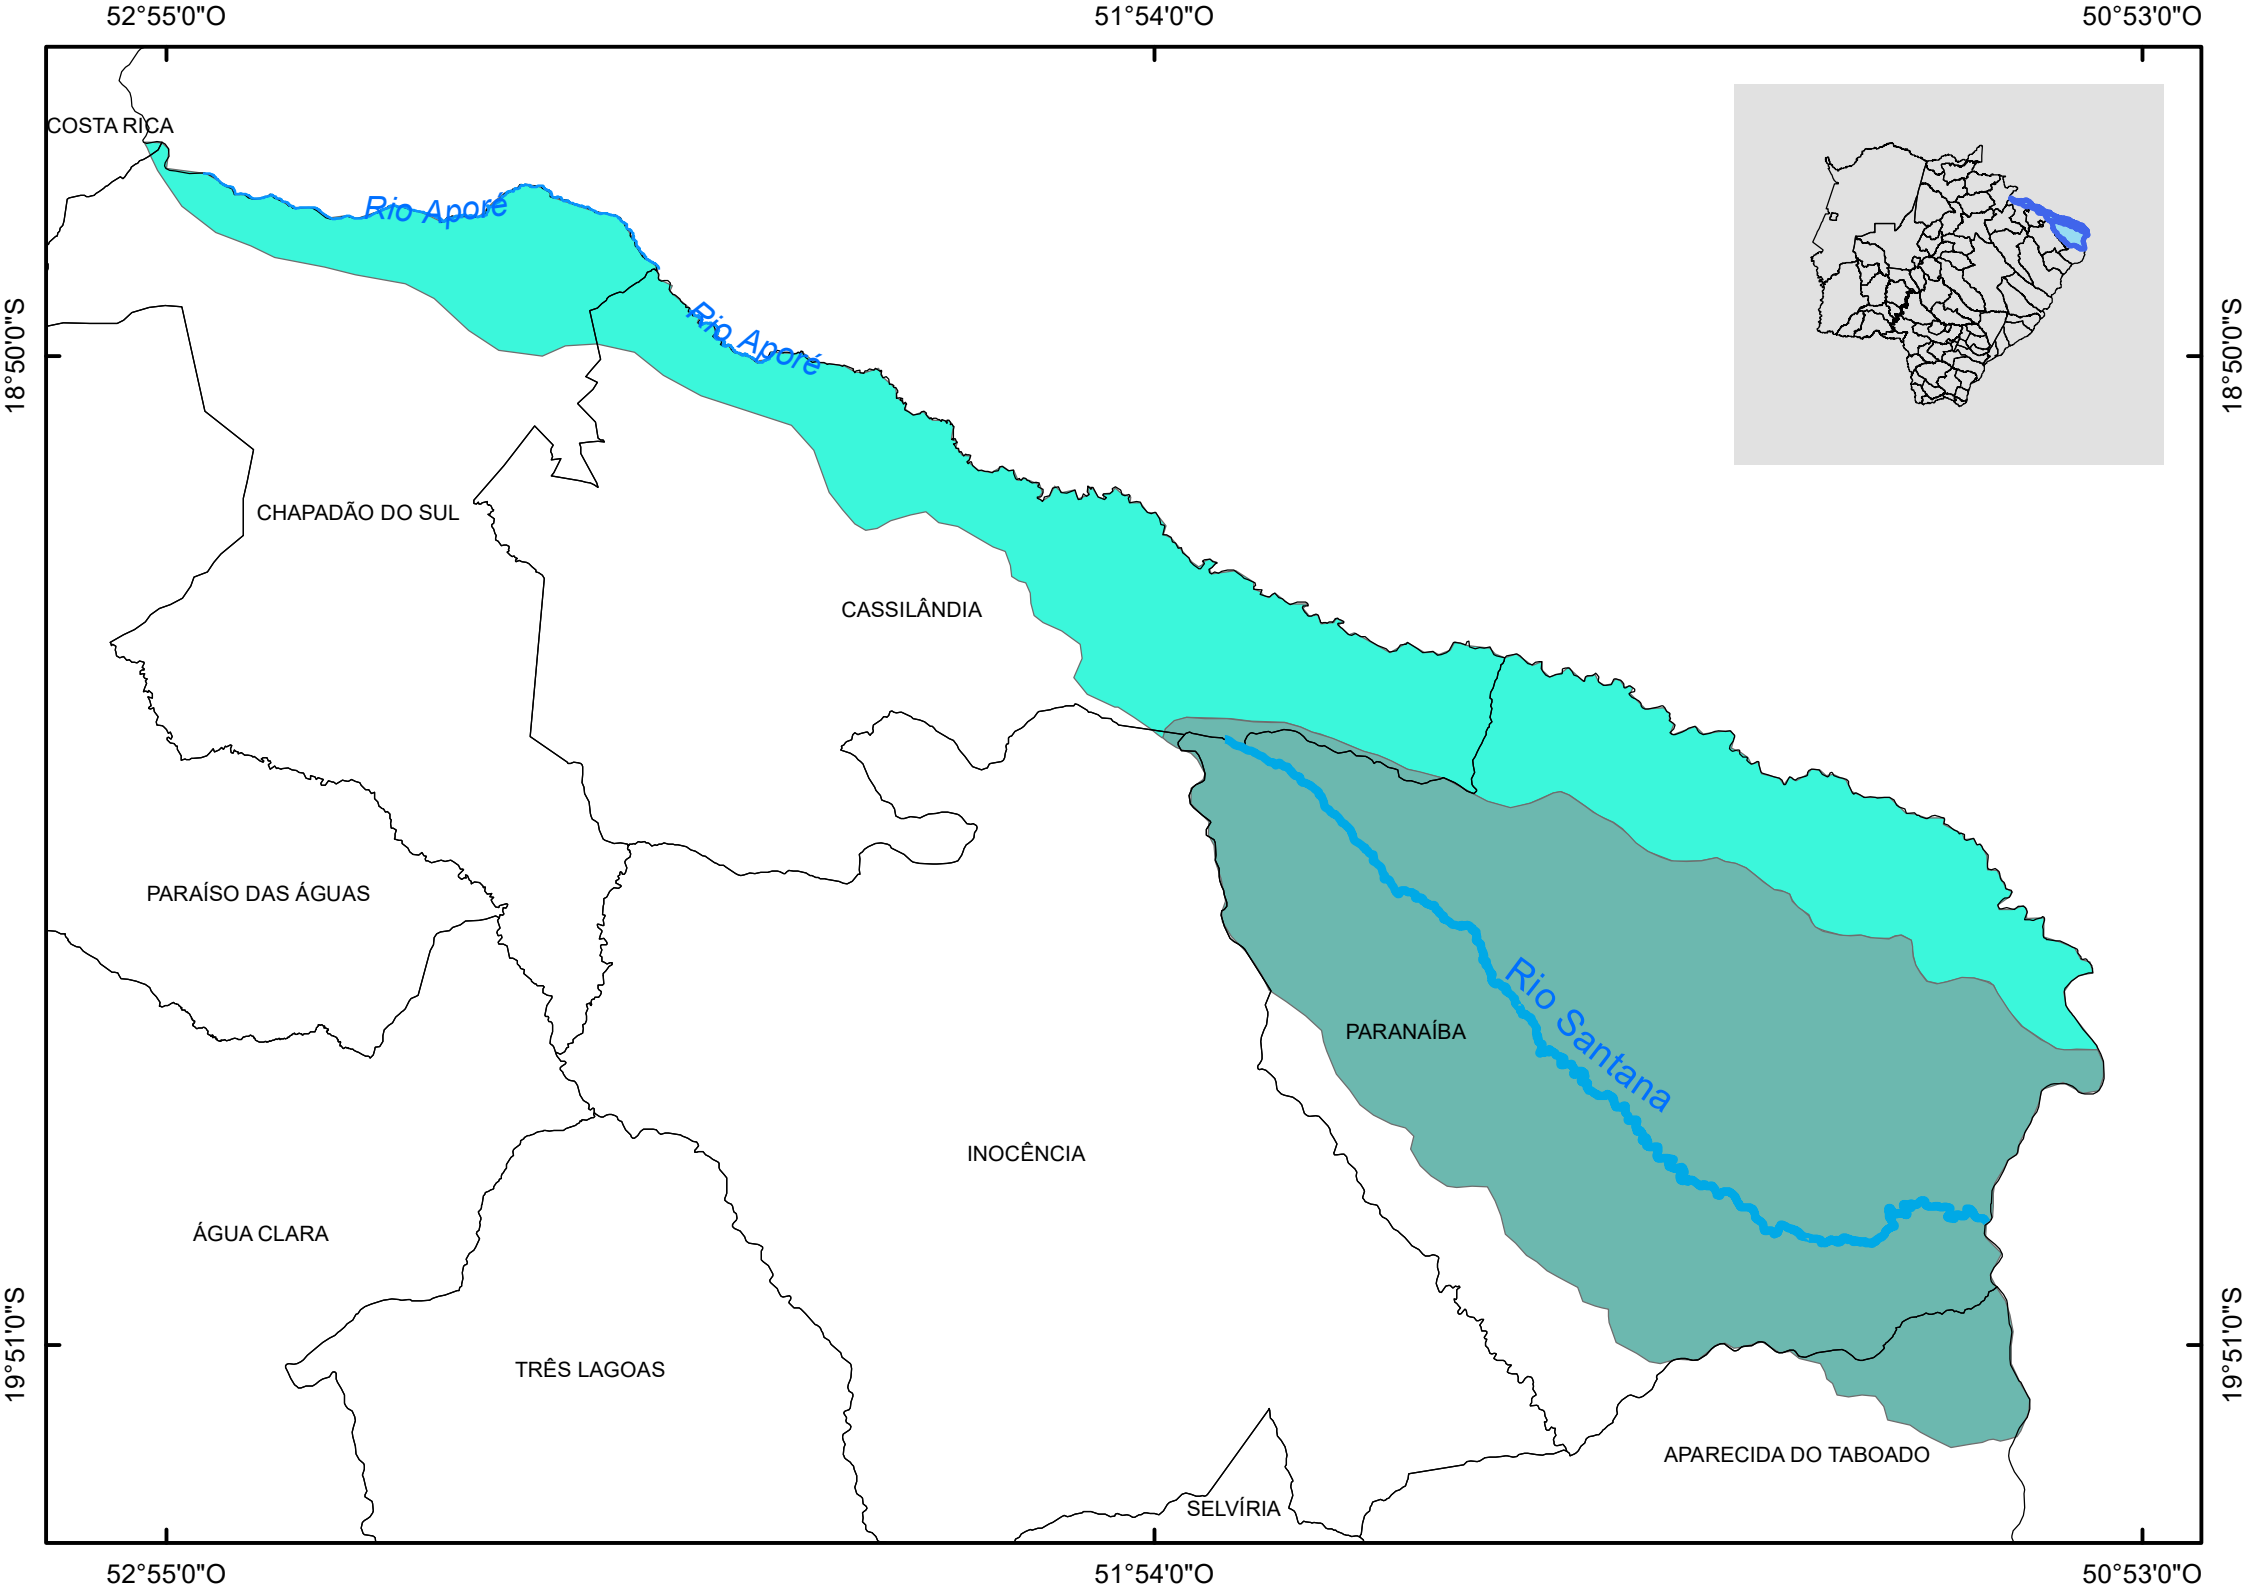 52°55'0"O
51°54'0"O
50°53'0"O
COSTA RICA
Rio Aporé
Rio Aporé
18°50'0"S
18°50'0"S
CHAPADÃO DO SUL
CASSILÂNDIA
PARAÍSO DAS ÁGUAS
Rio Santana
PARANAÍBA
INOCÊNCIA
ÁGUA CLARA
19°51'0"S
19°51'0"S
TRÊS LAGOAS
APARECIDA DO TABOADO
SELVÍRIA
52°55'0"O
51°54'0"O
50°53'0"O